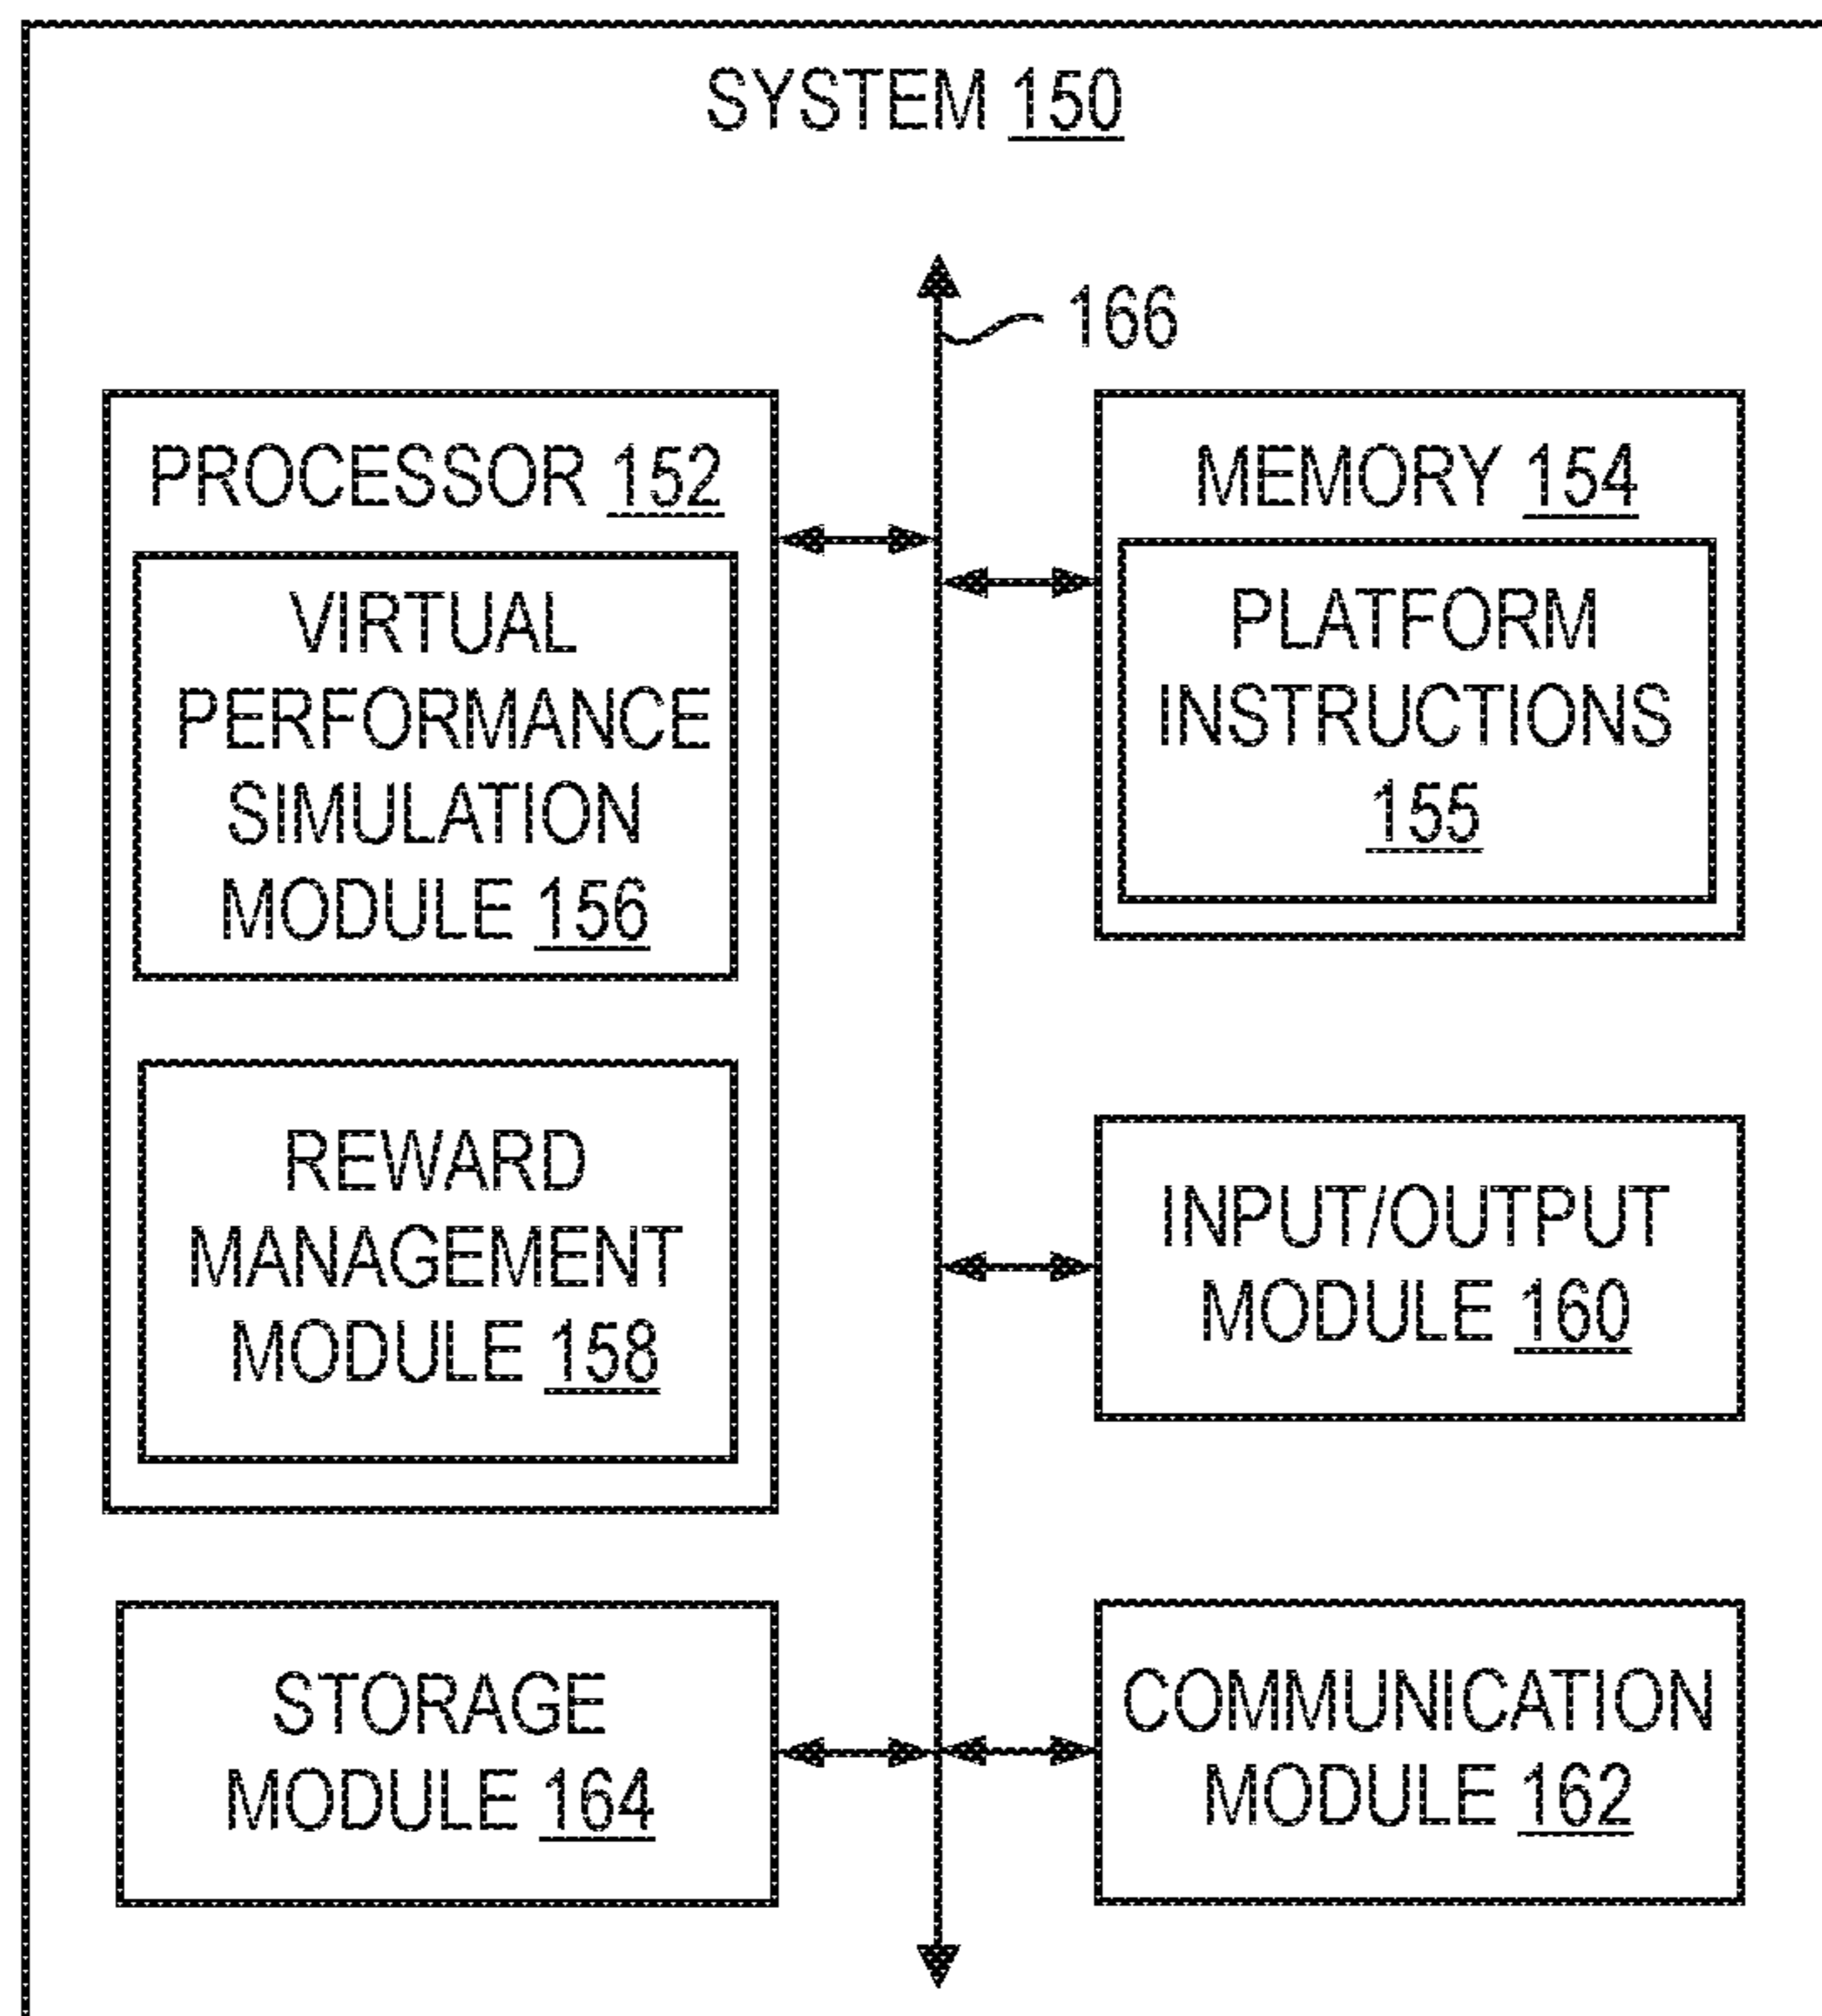 SYSTEM 150
166
PROCESSOR 152
VIRTUAL
PERFORMANCE
SIMULATION
MODULE 156
REWARD
MANAGEMENT
MODULE 158
MEMORY 154
PLATFORM
INSTRUCTIONS
155
INPUT/OUTPUT
MODULE 160
STORAGE
MODULE 164
COMMUNICATION
MODULE 162